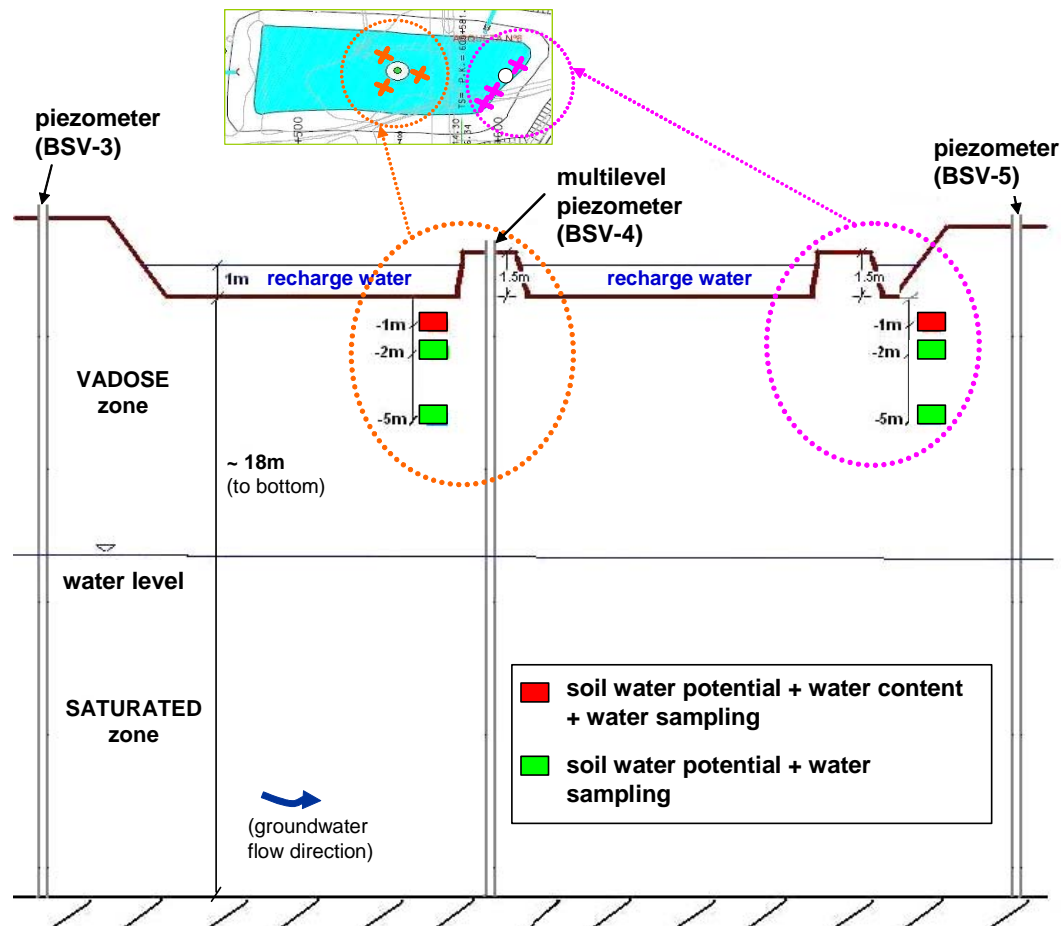 piezometer
(BSV-3)
multilevel
piezometer
(BSV-4)
piezometer
(BSV-5)
+500
1m
recharge water
1.5m
recharge water
1.5m
-1m
-2m
-5m
-1m
-2m
-5m
VADOSE
zone
~ 18m
(to bottom)
water level
SATURATED
zone
(groundwater
flow direction)
soil water potential + water content
+ water sampling
soil water potential + water
sampling